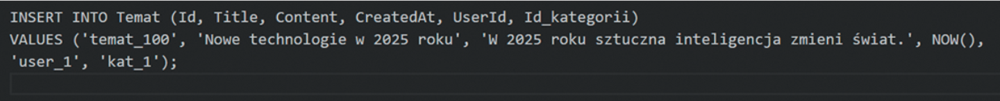 INSERT INTO Temat (Id, Title, Content, CreatedAt, UserId, Id_kategorii)
VALUES ('temat_100', 'Nowe technologie w 2025 roku', 'W 2025 roku sztuczna inteligencja zmieni świat.', NOW(),
'user_1', 'kat_1');